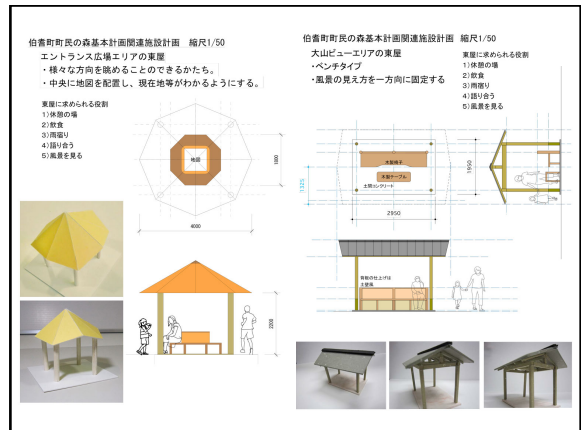 伯耆町町民の森基本計画関連施設計画　縮尺1/50
エントランス広場エリアの東屋
・様々な方向を眺めることのできるかたち。
・中央に地図を配置し、現在地等がわかるようにする。
東屋に求められる役割
1)休憩の場
2)飲食
3)雨宿り
4)語り合う
5)風景を見る
地図
1800
4000
2200
伯耆町町民の森基本計画関連施設計画　縮尺1/50
大山ビューエリアの東屋
・ベンチタイプ
・風景の見え方を一方向に固定する
東屋に求められる役割
1)休憩の場
2)飲食
3)雨宿り
4)語り合う
5)風景を見る
木製椅子
木製テーブル
土間コンクリート
1325
1950
2950
土壁風